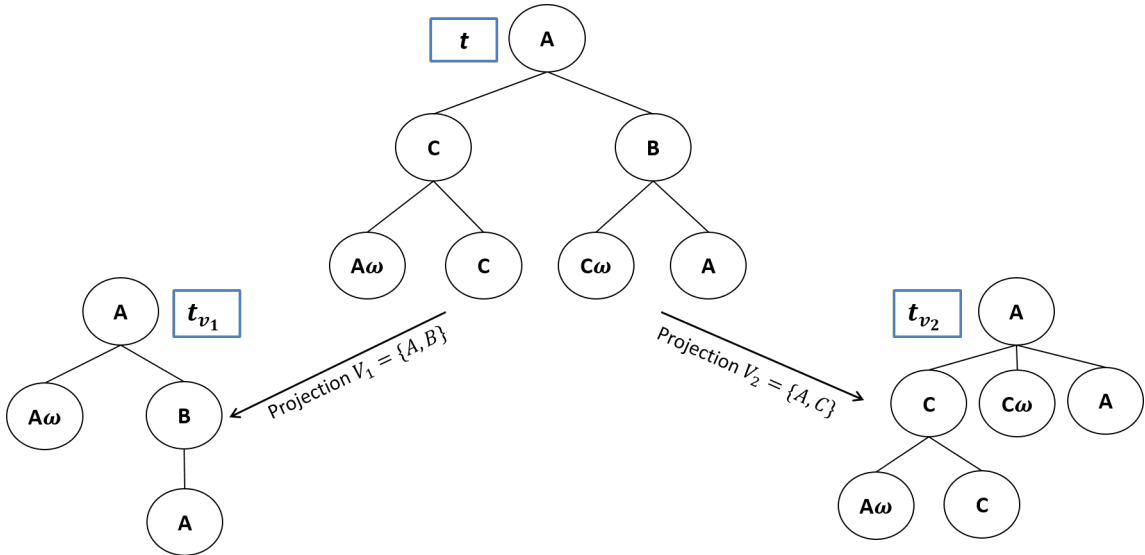 t
A
C
B
Aω
C
Cω
A
A
t_{v_1}
Projection V_1 = {A, B}
Projection V_2 = {A, C}
t_{v_2}
A
Aω
B
C
Cω
A
A
Aω
C